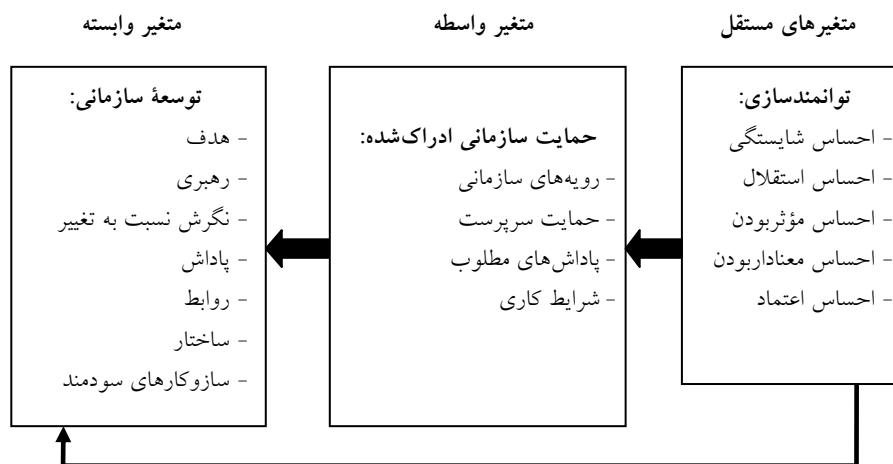 متغیرهای مستقل
متغیر واسطه
متغیر وابسته
توانمندسازی:
- احساس شایستگی
- احساس استقلال
- احساس مؤثربودن
- احساس معناداربودن
- احساس اعتماد
حمایت سازمانی ادراک‌شده:
- رویه‌های سازمانی
- حمایت سرپرست
- پاداش‌های مطلوب
- شرایط کاری
توسعۀ سازمانی:
- هدف
- رهبری
- نگرش نسبت به تغییر
- پاداش
- روابط
- ساختار
- سازوکارهای سودمند